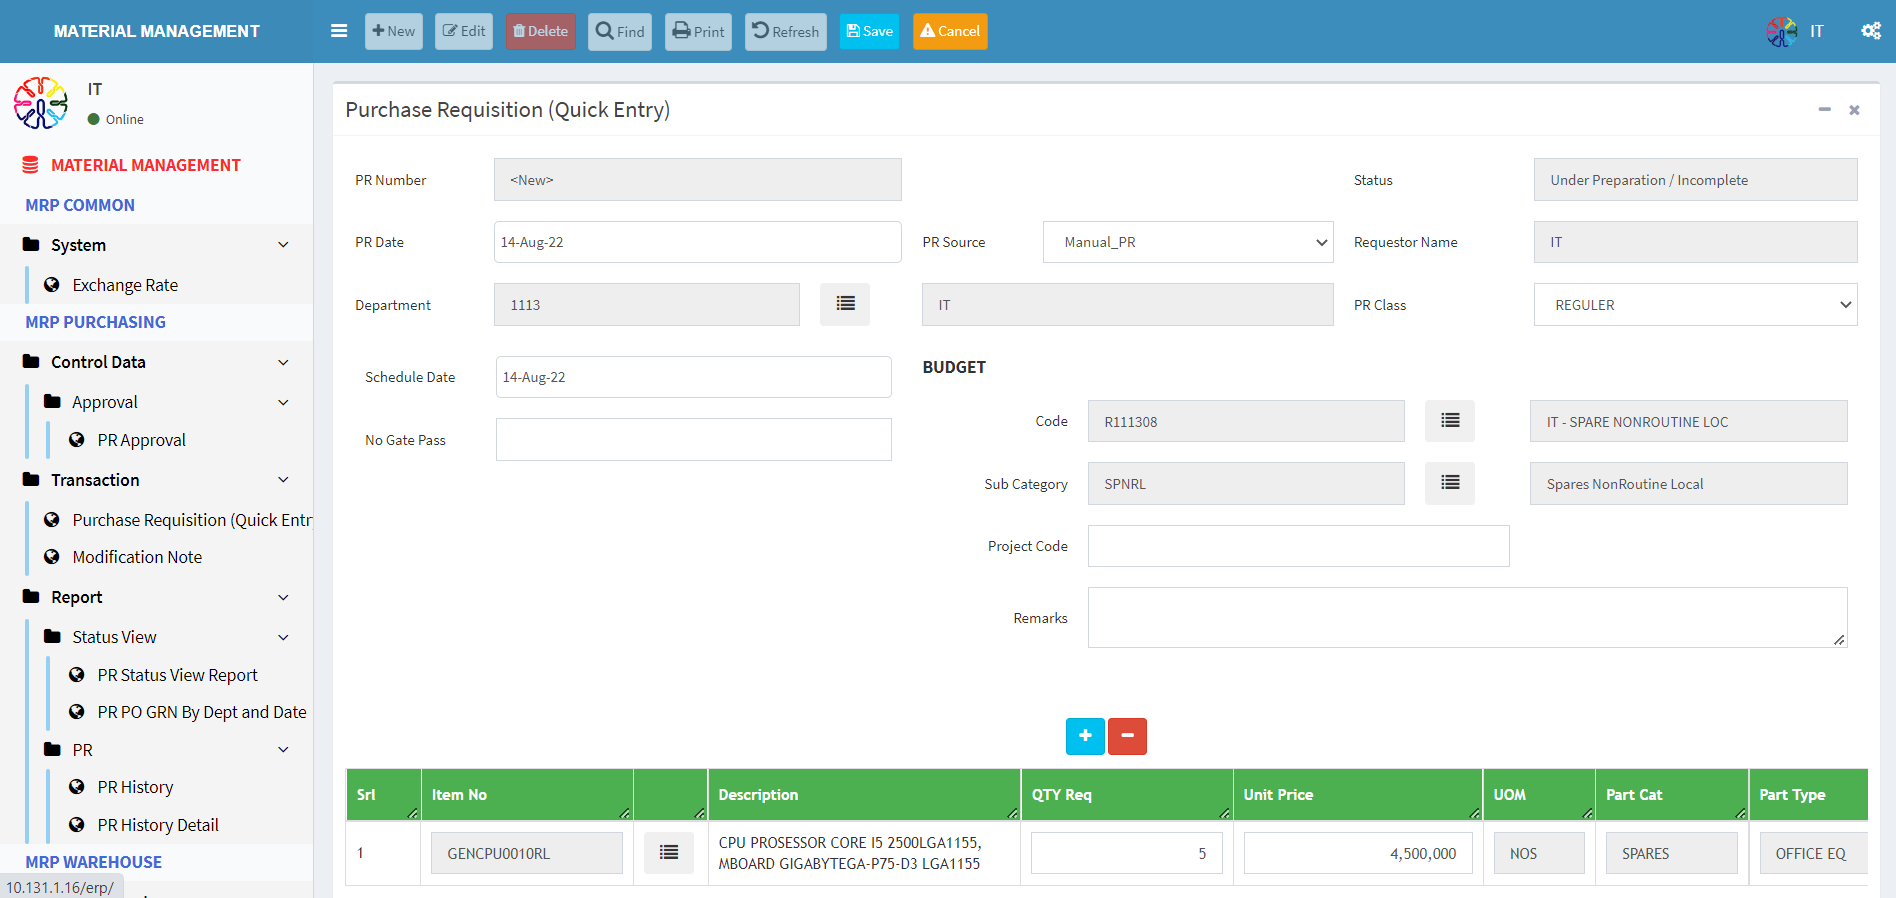 MATERIAL MANAGEMENT
New
Edit
Delete
Find
Print
Refresh
Save
Cancel
IT
IT
Online
MATERIAL MANAGEMENT
MRP COMMON
System
Exchange Rate
MRP PURCHASING
Control Data
Approval
PR Approval
Transaction
Purchase Requisition (Quick Entr
Modification Note
Report
Status View
PR Status View Report
PR PO GRN By Dept and Date
PR
PR History
PR History Detail
MRP WAREHOUSE
10.131.1.16/erp/
Purchase Requisition (Quick Entry)
PR Number
<New>
Status
Under Preparation / Incomplete
PR Date
14-Aug-22
PR Source
Manual_PR
Requestor Name
IT
Department
1113
IT
PR Class
REGULER
Schedule Date
14-Aug-22
No Gate Pass
BUDGET
Code
R111308
IT - SPARE NONROUTINE LOC
Sub Category
SPNRL
Spares NonRoutine Local
Project Code
Remarks
Srl
Item No
Description
QTY Req
Unit Price
UOM
Part Cat
Part Type
1
GENCPU0010RL
CPU PROSESSOR CORE I5 2500LGA1155,
MBOARD GIGABYTEGA-P75-D3 LGA1155
5
4,500,000
NOS
SPARES
OFFICE EQ